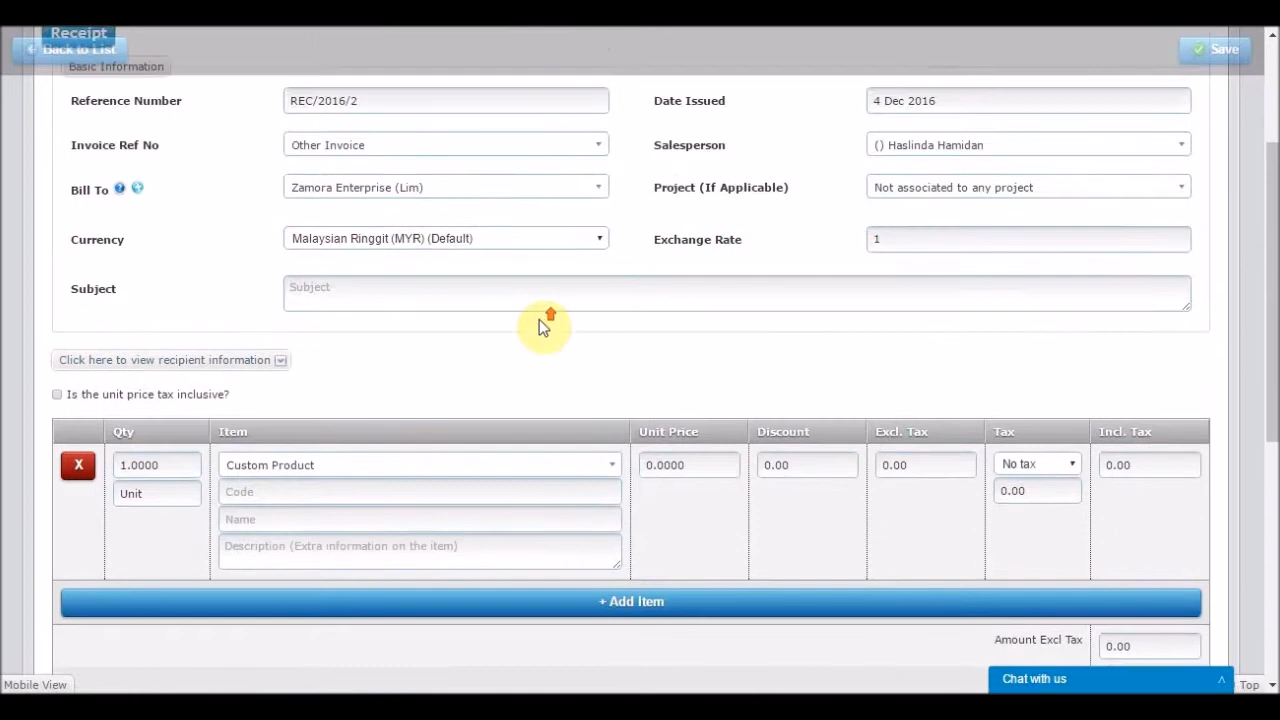 Receipt
Back to List
Save
Basic Information
Reference Number REC/2016/2 Date Issued 4 Dec 2016
Invoice Ref No Other Invoice Salesperson () Haslinda Hamidan
Bill To Zamora Enterprise (Lim) Project (If Applicable) Not associated to any project
Currency Malaysian Ringgit (MYR) (Default) Exchange Rate 1
Subject Subject
Click here to view recipient information
Is the unit price tax inclusive?
Qty Item Unit Price Discount Excl. Tax Tax Incl. Tax
X 1.0000 Custom Product 0.0000 0.00 0.00 No tax 0.00
Unit Code 0.00
Name
Description (Extra information on the item)
+ Add Item
Amount Excl Tax 0.00
Mobile View Chat with us Top